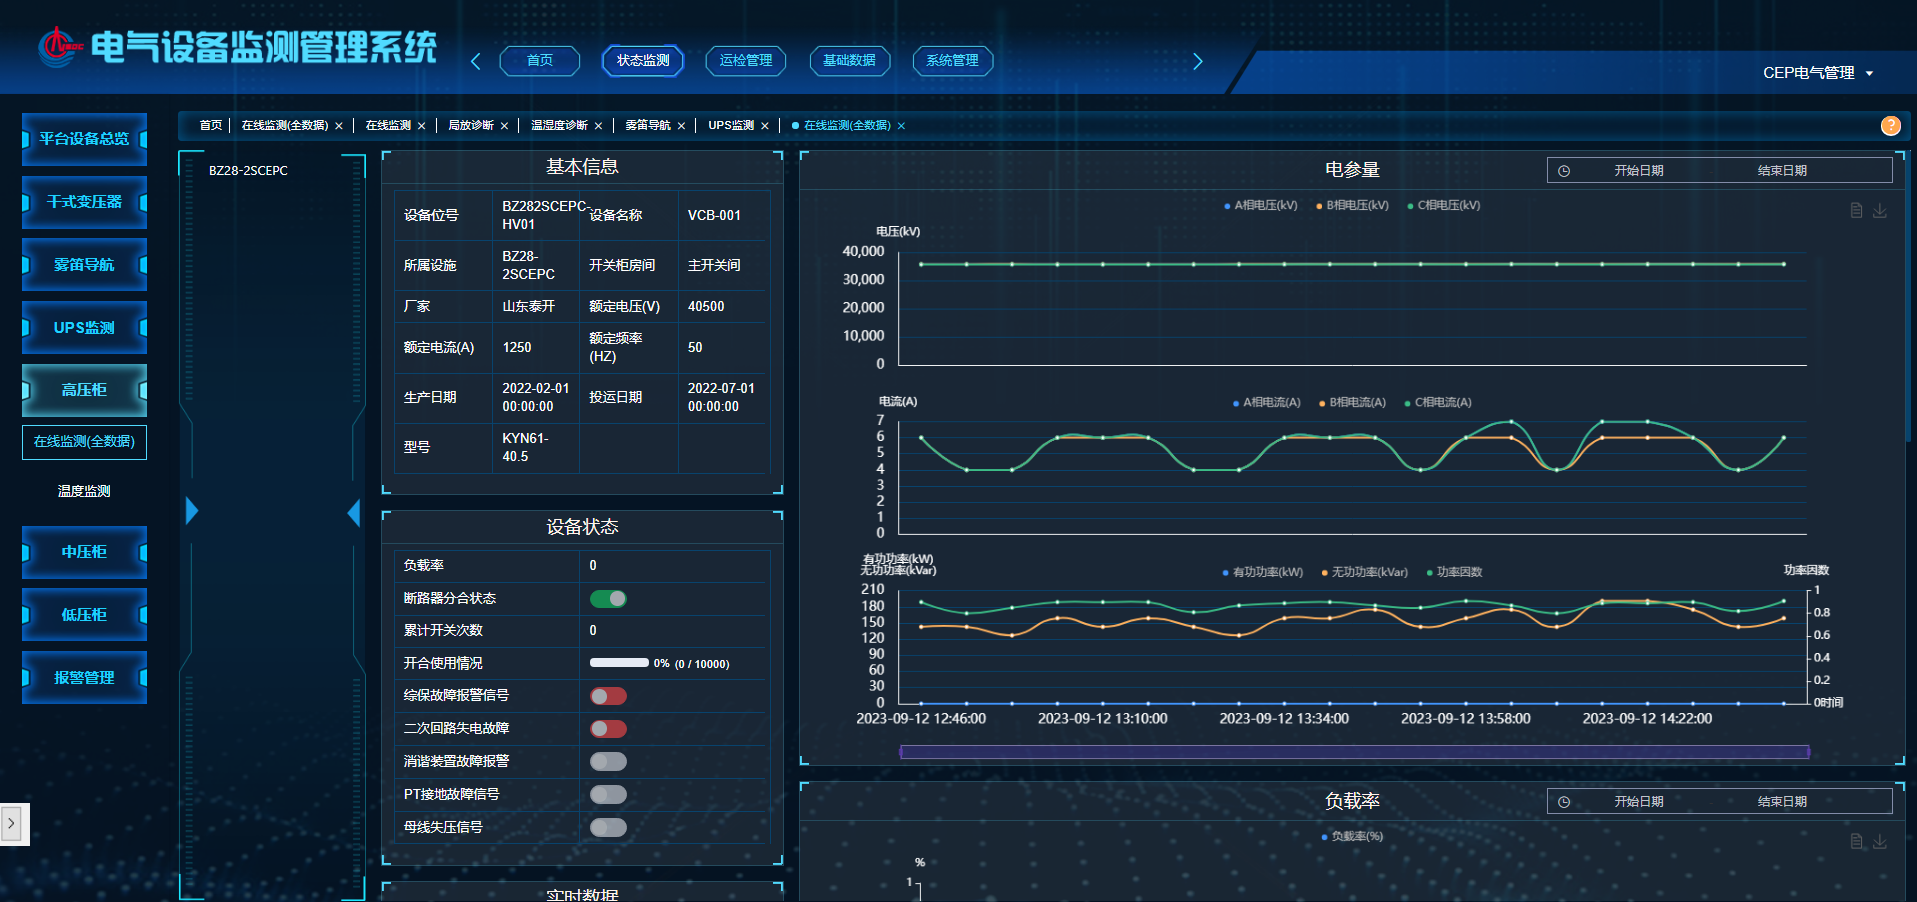 电气设备监测管理系统
首页
状态监测
运检管理
基础数据
系统管理
CEP电气管理
首页
在线监测(全数据) ×
在线监测 ×
局放诊断 ×
温湿度诊断 ×
雾笛导航 ×
UPS监测 ×
在线监测(全数据) ×
?
平台设备总览
干式变压器
雾笛导航
UPS监测
高压柜
在线监测(全数据)
温度监测
中压柜
低压柜
报警管理
BZ28-2SCEPC
基本信息
设备位号
BZ282SCEPC-
HV01
设备名称
VCB-001
所属设施
BZ28-
2SCEPC
开关柜房间
主开关间
厂家
山东泰开
额定电压(V)
40500
额定电流(A)
1250
额定频率
(HZ)
50
生产日期
2022-02-01
00:00:00
投运日期
2022-07-01
00:00:00
型号
KYN61-
40.5
设备状态
负载率
0
断路器分合状态
累计开关次数
0
开合使用情况
0% (0 / 10000)
综保故障报警信号
二次回路失电故障
消谐装置故障报警
PT接地故障信号
母线失压信号
实时数据
电参量
开始日期
结束日期
A相电压(kV)
B相电压(kV)
C相电压(kV)
电压(kV)
40,000
30,000
20,000
10,000
0
电流(A)
A相电流(A)
B相电流(A)
C相电流(A)
7
6
5
4
3
2
1
0
有功功率(kW)
无功功率(kVar)
有功功率(kW)
无功功率(kVar)
功率因数
功率因数
210
180
150
120
90
60
30
0
1
0.8
0.6
0.4
0.2
0时间
2023-09-12 12:46:00
2023-09-12 13:10:00
2023-09-12 13:34:00
2023-09-12 13:58:00
2023-09-12 14:22:00
负载率
开始日期
结束日期
负载率(%)
%
1